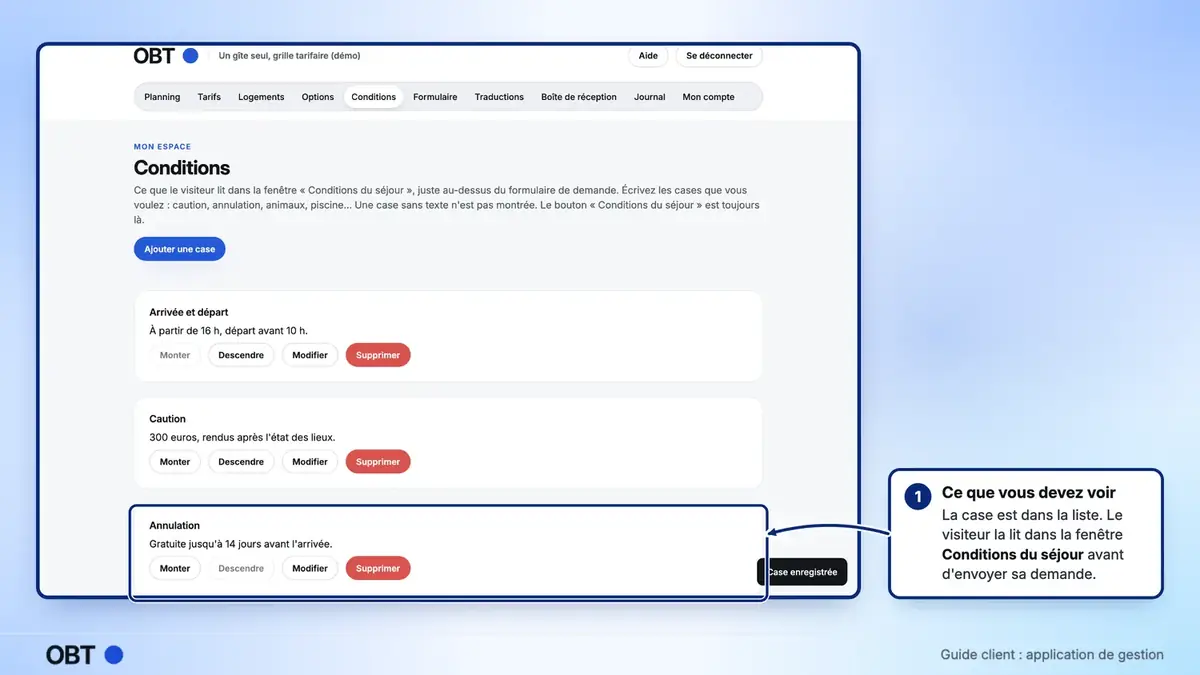 OBT
Un gîte seul, grille tarifaire (démo)
Aide
Se déconnecter
Planning
Tarifs
Logements
Options
Conditions
Formulaire
Traductions
Boîte de réception
Journal
Mon compte
MON ESPACE
Conditions
Ce que le visiteur lit dans la fenêtre « Conditions du séjour », juste au-dessus du formulaire de demande. Écrivez les cases que vous
voulez : caution, annulation, animaux, piscine... Une case sans texte n'est pas montrée. Le bouton « Conditions du séjour » est toujours
là.
Ajouter une case
Arrivée et départ
À partir de 16 h, départ avant 10 h.
Monter
Descendre
Modifier
Supprimer
Caution
300 euros, rendus après l'état des lieux.
Monter
Descendre
Modifier
Supprimer
Annulation
Gratuite jusqu'à 14 jours avant l'arrivée.
Monter
Descendre
Modifier
Supprimer
Case enregistrée
1
Ce que vous devez voir
La case est dans la liste. Le
visiteur la lit dans la fenêtre
Conditions du séjour avant
d'envoyer sa demande.
OBT
Guide client : application de gestion